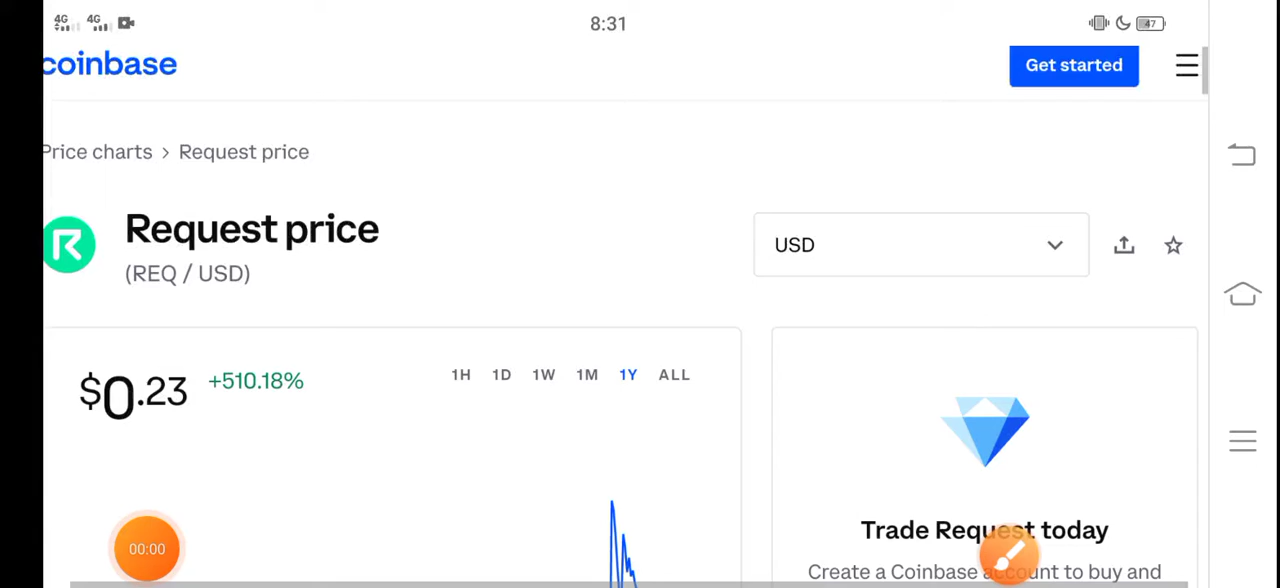 4G 4G 8:31 47
coinbase Get started
Price charts > Request price
Request price
(REQ / USD)
USD
$0.23 +510.18% 1H 1D 1W 1M 1Y ALL
Trade Request today
Create a Coinbase account to buy and
00:00